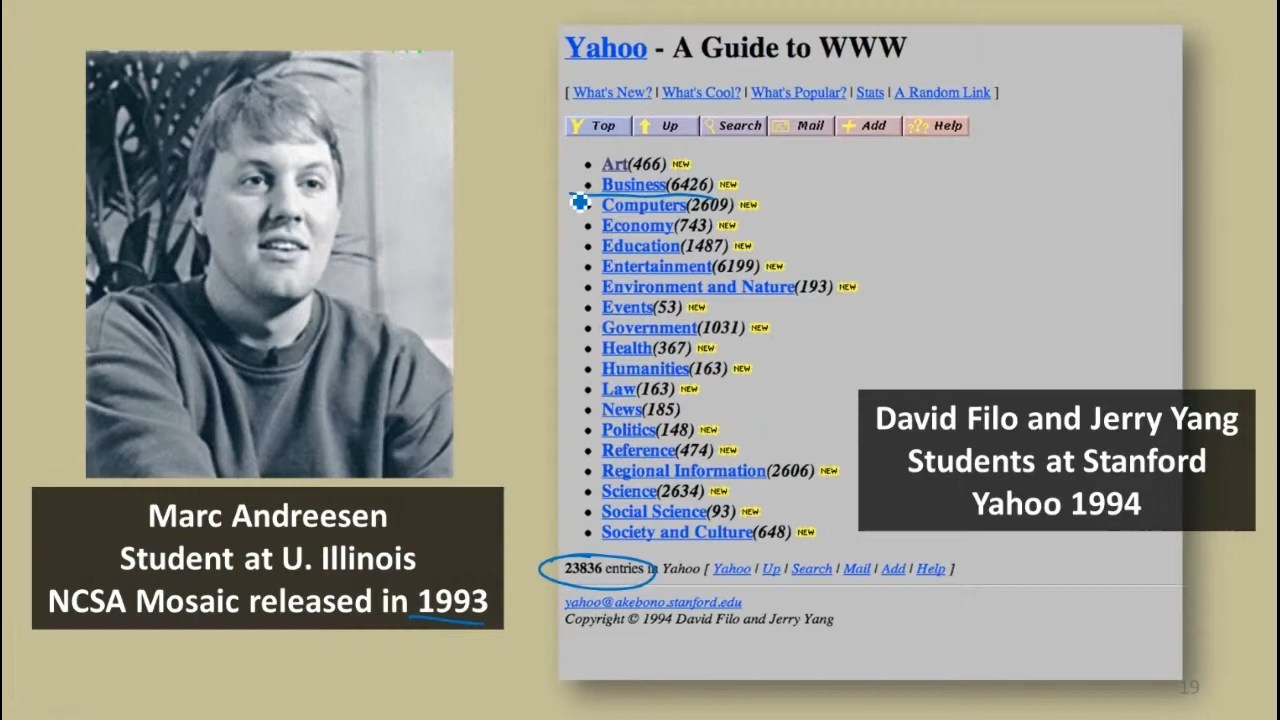 Marc Andreesen
Student at U. Illinois
NCSA Mosaic released in 1993
Yahoo - A Guide to WWW
[ What's New? | What's Cool? | What's Popular? | Stats | A Random Link ]
Top Up Search Mail Add Help
Art(466) NEW
Business(6426) NEW
Computers(2609) NEW
Economy(743) NEW
Education(1487) NEW
Entertainment(6199) NEW
Environment and Nature(193) NEW
Events(53) NEW
Government(1031) NEW
Health(367) NEW
Humanities(163) NEW
Law(163) NEW
News(185)
Politics(148) NEW
Reference(474) NEW
Regional Information(2606) NEW
Science(2634) NEW
Social Science(93) NEW
Society and Culture(648) NEW
23836 entries in Yahoo [ Yahoo | Up | Search | Mail | Add | Help ]
yahoo@akebono.stanford.edu
Copyright © 1994 David Filo and Jerry Yang
David Filo and Jerry Yang
Students at Stanford
Yahoo 1994
19